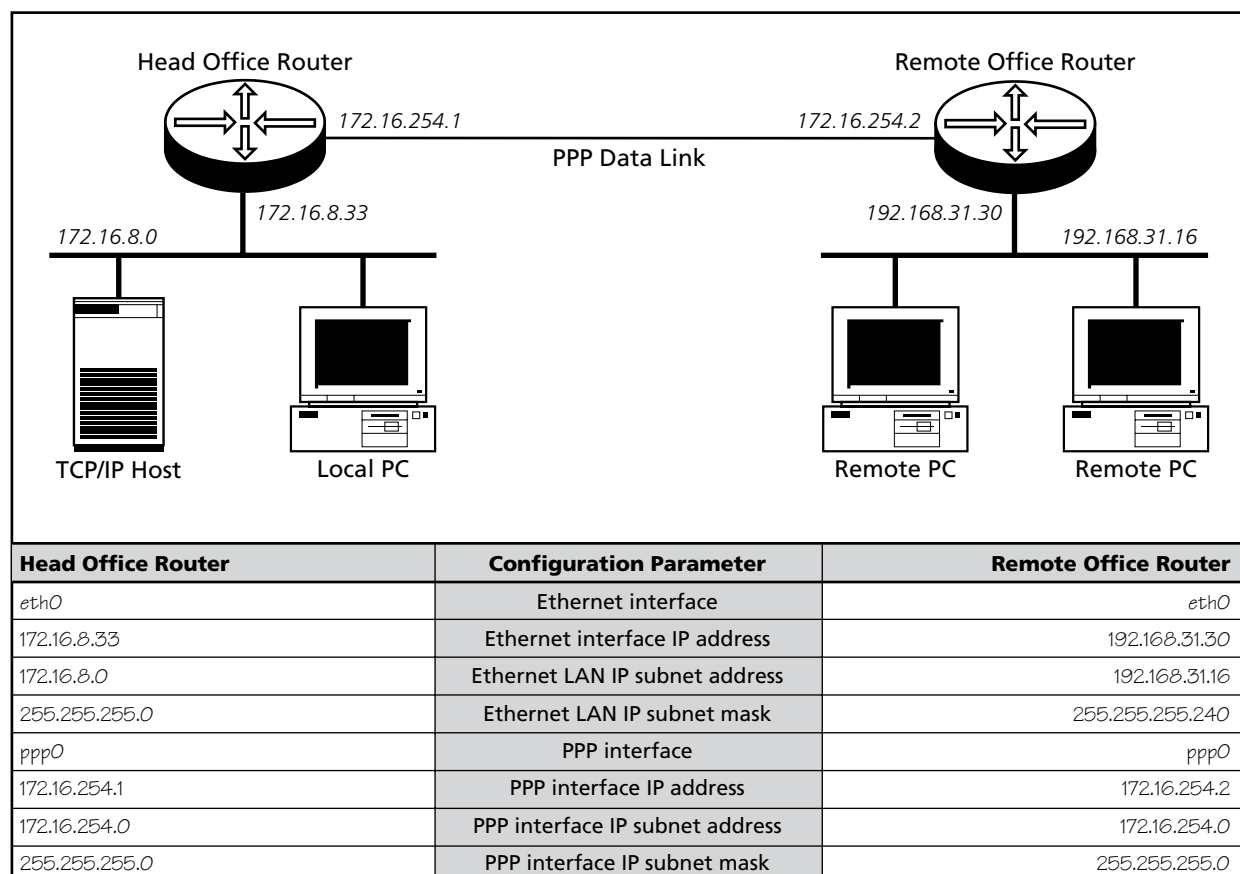 Head Office Router
Remote Office Router
172.16.254.1
172.16.254.2
PPP Data Link
172.16.8.33
192.168.31.30
172.16.8.0
192.168.31.16
TCP/IP Host
Local PC
Remote PC
Remote PC
Head Office Router Configuration Parameter Remote Office Router
eth0 Ethernet interface eth0
172.16.8.33 Ethernet interface IP address 192.168.31.30
172.16.8.0 Ethernet LAN IP subnet address 192.168.31.16
255.255.255.0 Ethernet LAN IP subnet mask 255.255.255.240
ppp0 PPP interface ppp0
172.16.254.1 PPP interface IP address 172.16.254.2
172.16.254.0 PPP interface IP subnet address 172.16.254.0
255.255.255.0 PPP interface IP subnet mask 255.255.255.0